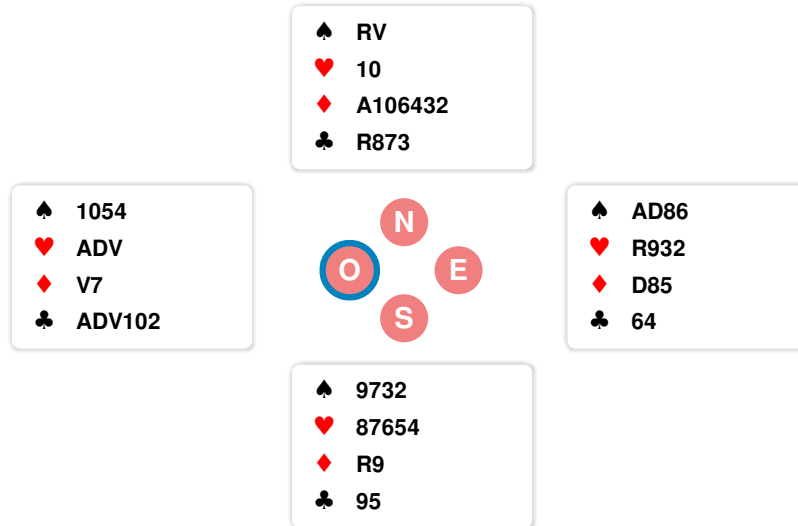 ♠ RV
♥ 10
♦ A106432
♣ R873
♠ 1054
♥ ADV
♦ V7
♣ ADV102
N
O E
S
♠ AD86
♥ R932
♦ D85
♣ 64
♠ 9732
♥ 87654
♦ R9
♣ 95